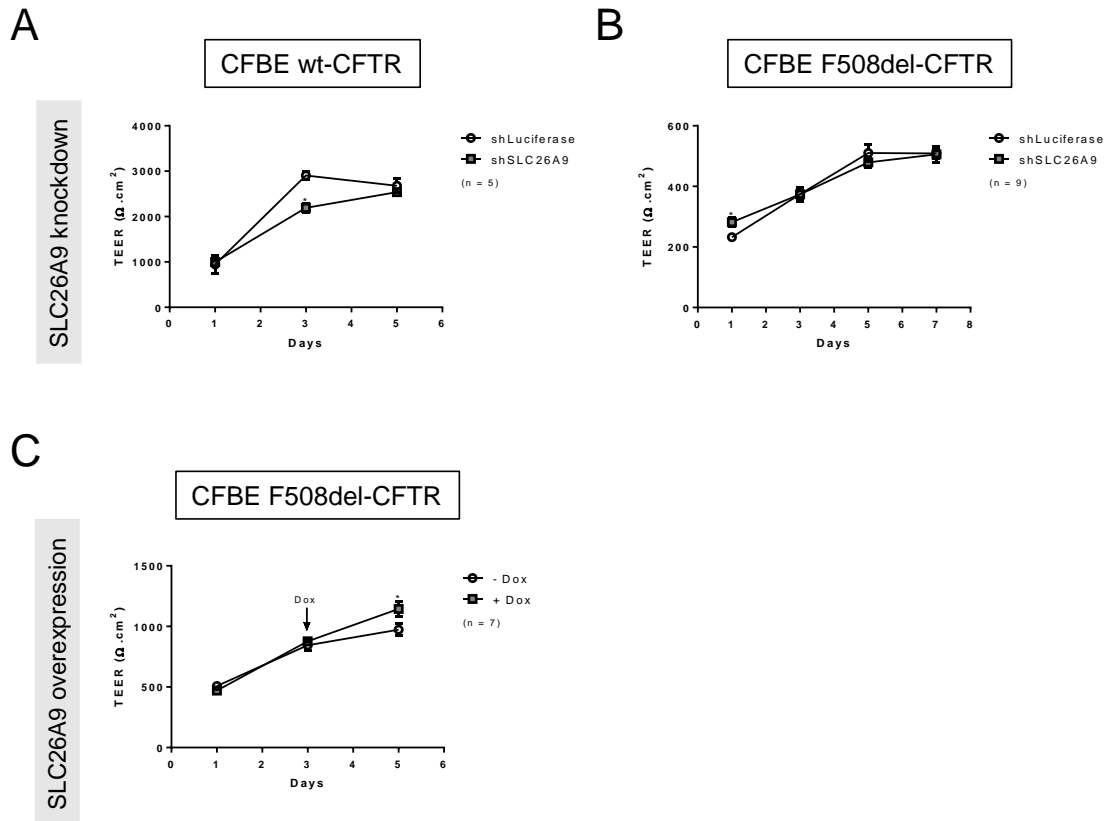 A
CFBE wt-CFTR
SLC26A9 knockdown
4000
3000
2000
1000
0
TEER (Ω.cm²)
0 1 2 3 4 5 6
Days
*
shLuciferase
shSLC26A9
(n = 5)
B
CFBE F508del-CFTR
600
400
200
0
TEER (Ω.cm²)
0 1 2 3 4 5 6 7 8
Days
*
shLuciferase
shSLC26A9
(n = 9)
C
CFBE F508del-CFTR
SLC26A9 overexpression
1500
1000
500
0
TEER (Ω.cm²)
0 1 2 3 4 5 6
Days
Dox
*
- Dox
+ Dox
(n = 7)